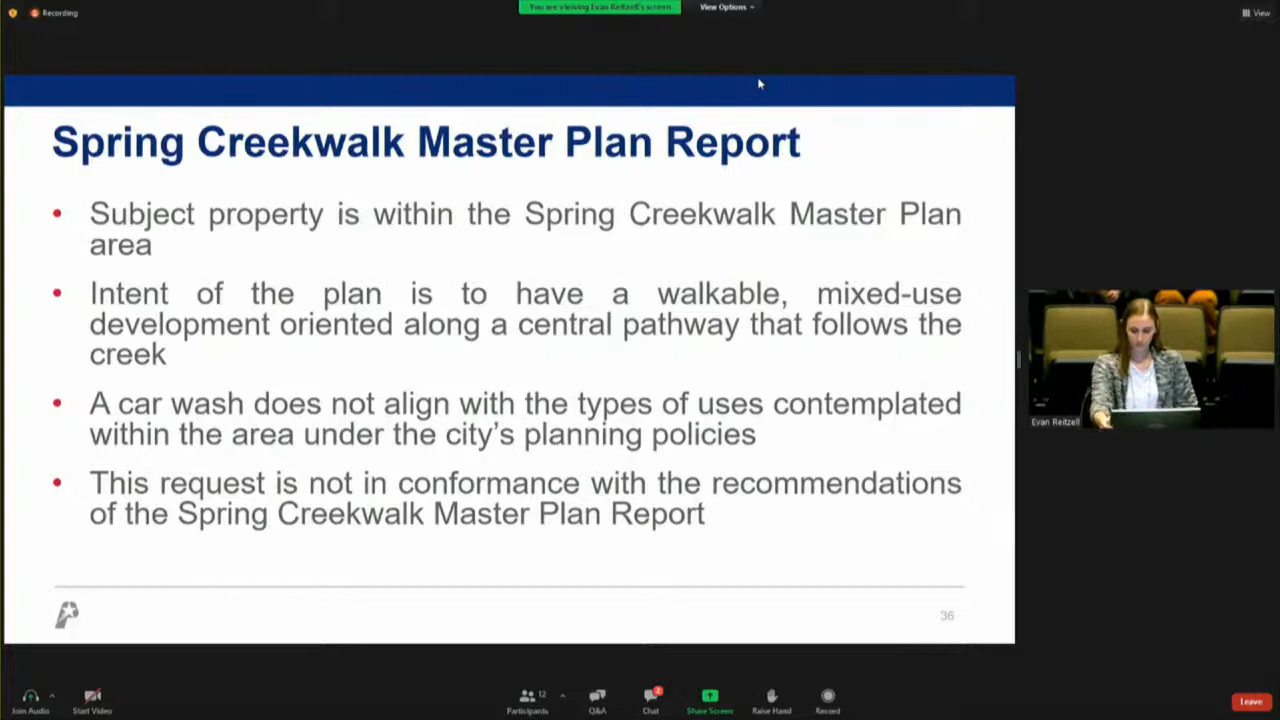 Recording
You are viewing Evan Reitzell's screen
View Options
View
Spring Creekwalk Master Plan Report
• Subject property is within the Spring Creekwalk Master Plan
area
• Intent of the plan is to have a walkable, mixed-use
development oriented along a central pathway that follows the
creek
• A car wash does not align with the types of uses contemplated
within the area under the city's planning policies
• This request is not in conformance with the recommendations
of the Spring Creekwalk Master Plan Report
36
Evan Reitzell
Join Audio
Start Video
12
Participants
Q&A
2
Chat
Share Screen
Raise Hand
Record
Leave